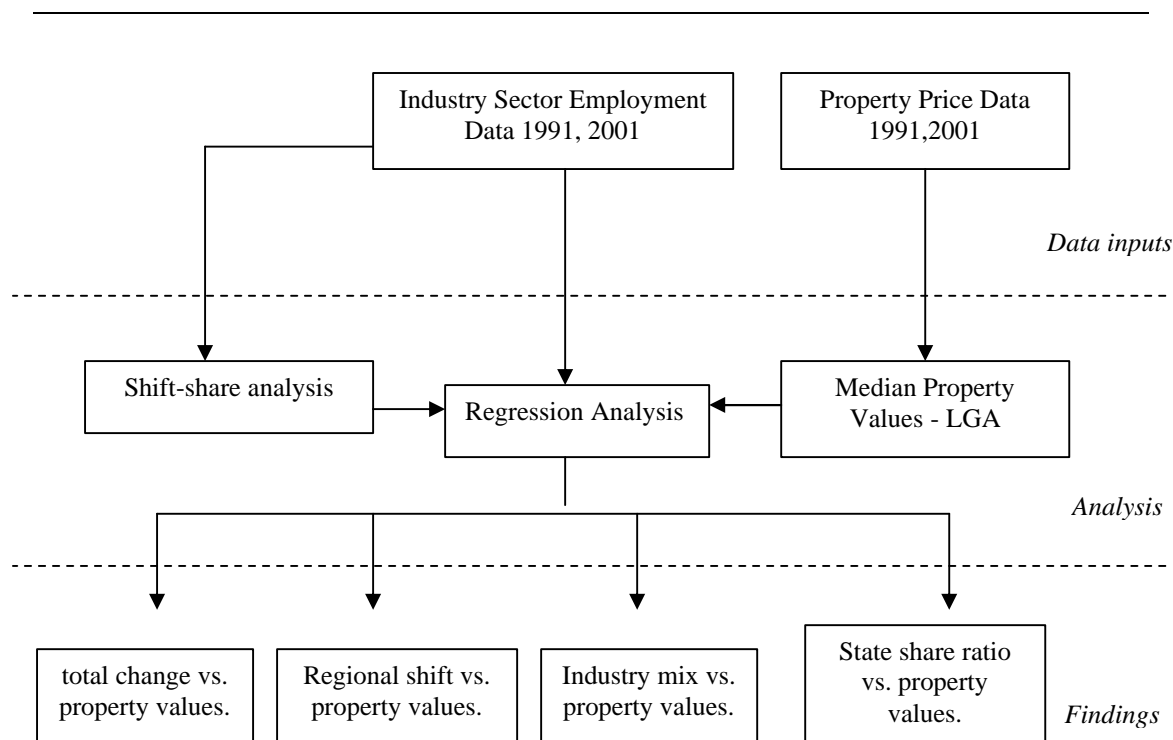 Industry Sector Employment
Data 1991, 2001
Property Price Data
1991,2001
Data inputs
Shift-share analysis
Regression Analysis
Median Property
Values - LGA
Analysis
total change vs.
property values.
Regional shift vs.
property values.
Industry mix vs.
property values.
State share ratio
vs. property
values.
Findings